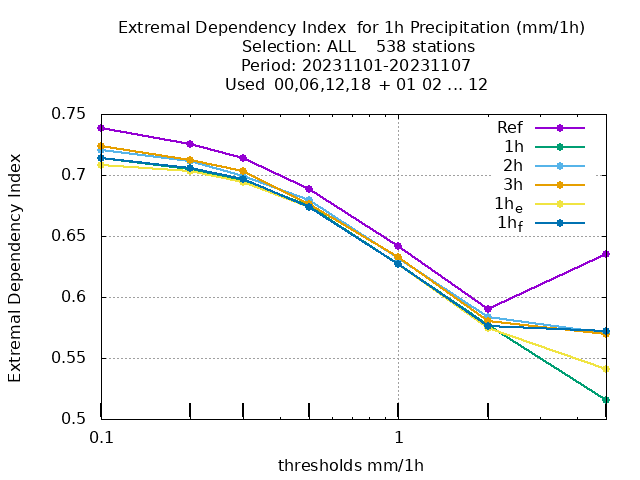 Extremal Dependency Index  for 1h Precipitation (mm/1h)
Selection: ALL    538 stations
Period: 20231101-20231107
Used  00,06,12,18  + 01 02 ... 12
Extremal Dependency Index
0.75
0.7
0.65
0.6
0.55
0.5
Ref
1h
2h
3h
1h_e
1h_f
0.1
1
thresholds mm/1h